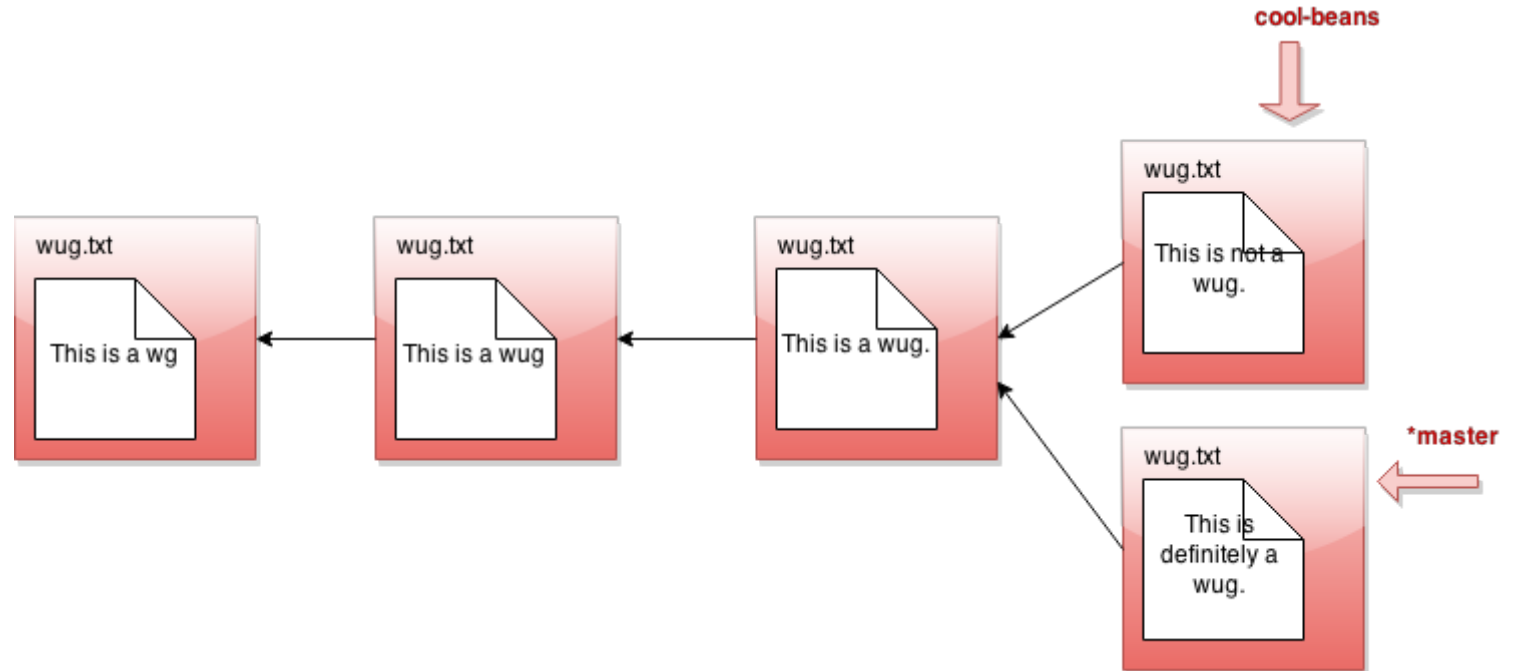 cool-beans
wug.txt
This is not a
wug.
wug.txt
This is a wg
wug.txt
This is a wug
wug.txt
This is a wug.
*master
wug.txt
This is
definitely a
wug.